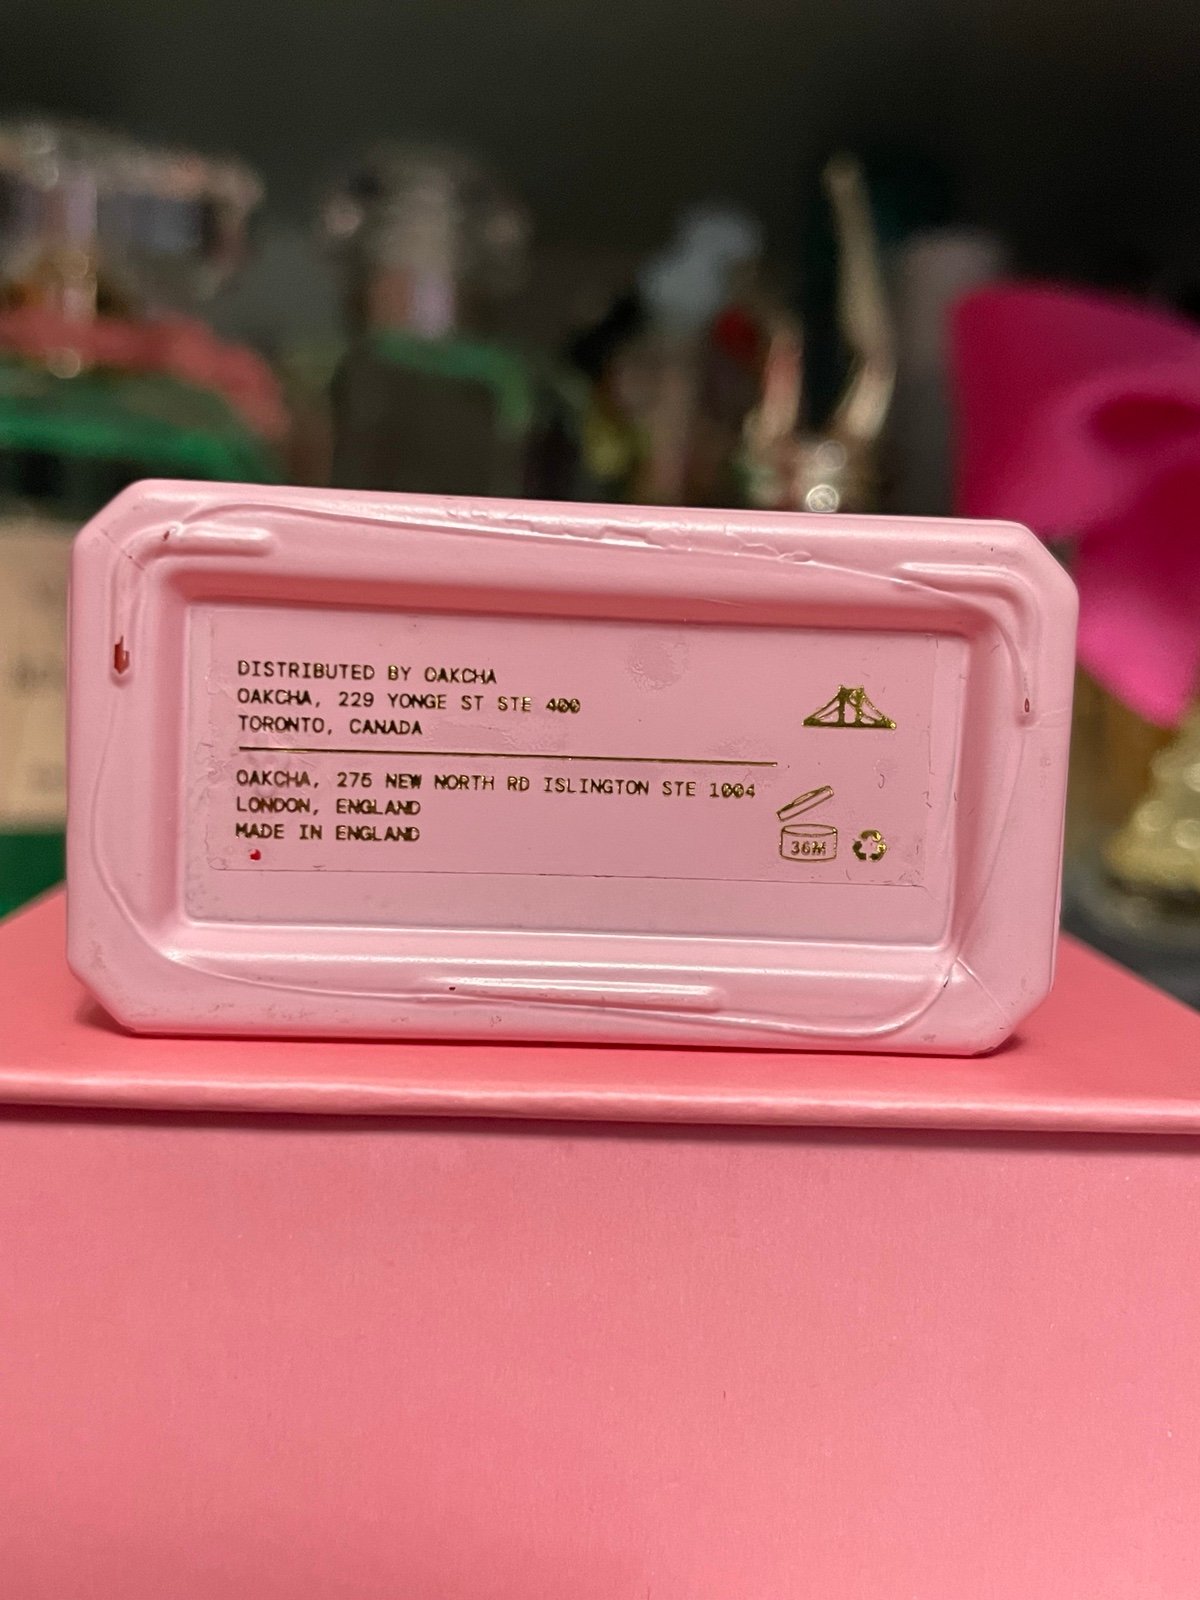 DISTRIBUTED BY OAKCHA
OAKCHA, 229 YONGE ST STE 400
TORONTO, CANADA
OAKCHA, 275 NEW NORTH RD ISLINGTON STE 1004
LONDON, ENGLAND
MADE IN ENGLAND
36M